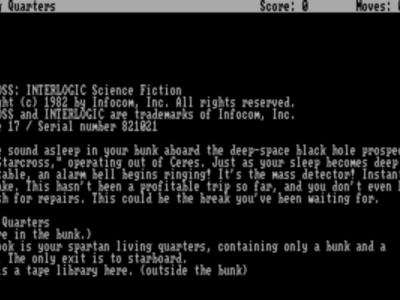 Quarters Score: 0 Moves:
OSS: INTERLOGIC Science Fiction
ght (c) 1982 by Infocom, Inc. All rights reserved.
OSS and INTERLOGIC are trademarks of Infocom, Inc.
e 17 / Serial number 821021
e sound asleep in your bunk aboard the deep-space black hole prospe
Starcross," operating out of Ceres. Just as your sleep becomes deep
table, an alarm bell begins ringing! It's the mass detector! Instant
ake. This hasn't been a profitable trip so far, and you don't even
sh for repairs. This could be the break you've been waiting for.
Quarters
re in the bunk.)
ook is your spartan living quarters, containing only a bunk and a
. The only exit is to starboard.
is a tape library here. (outside the bunk)